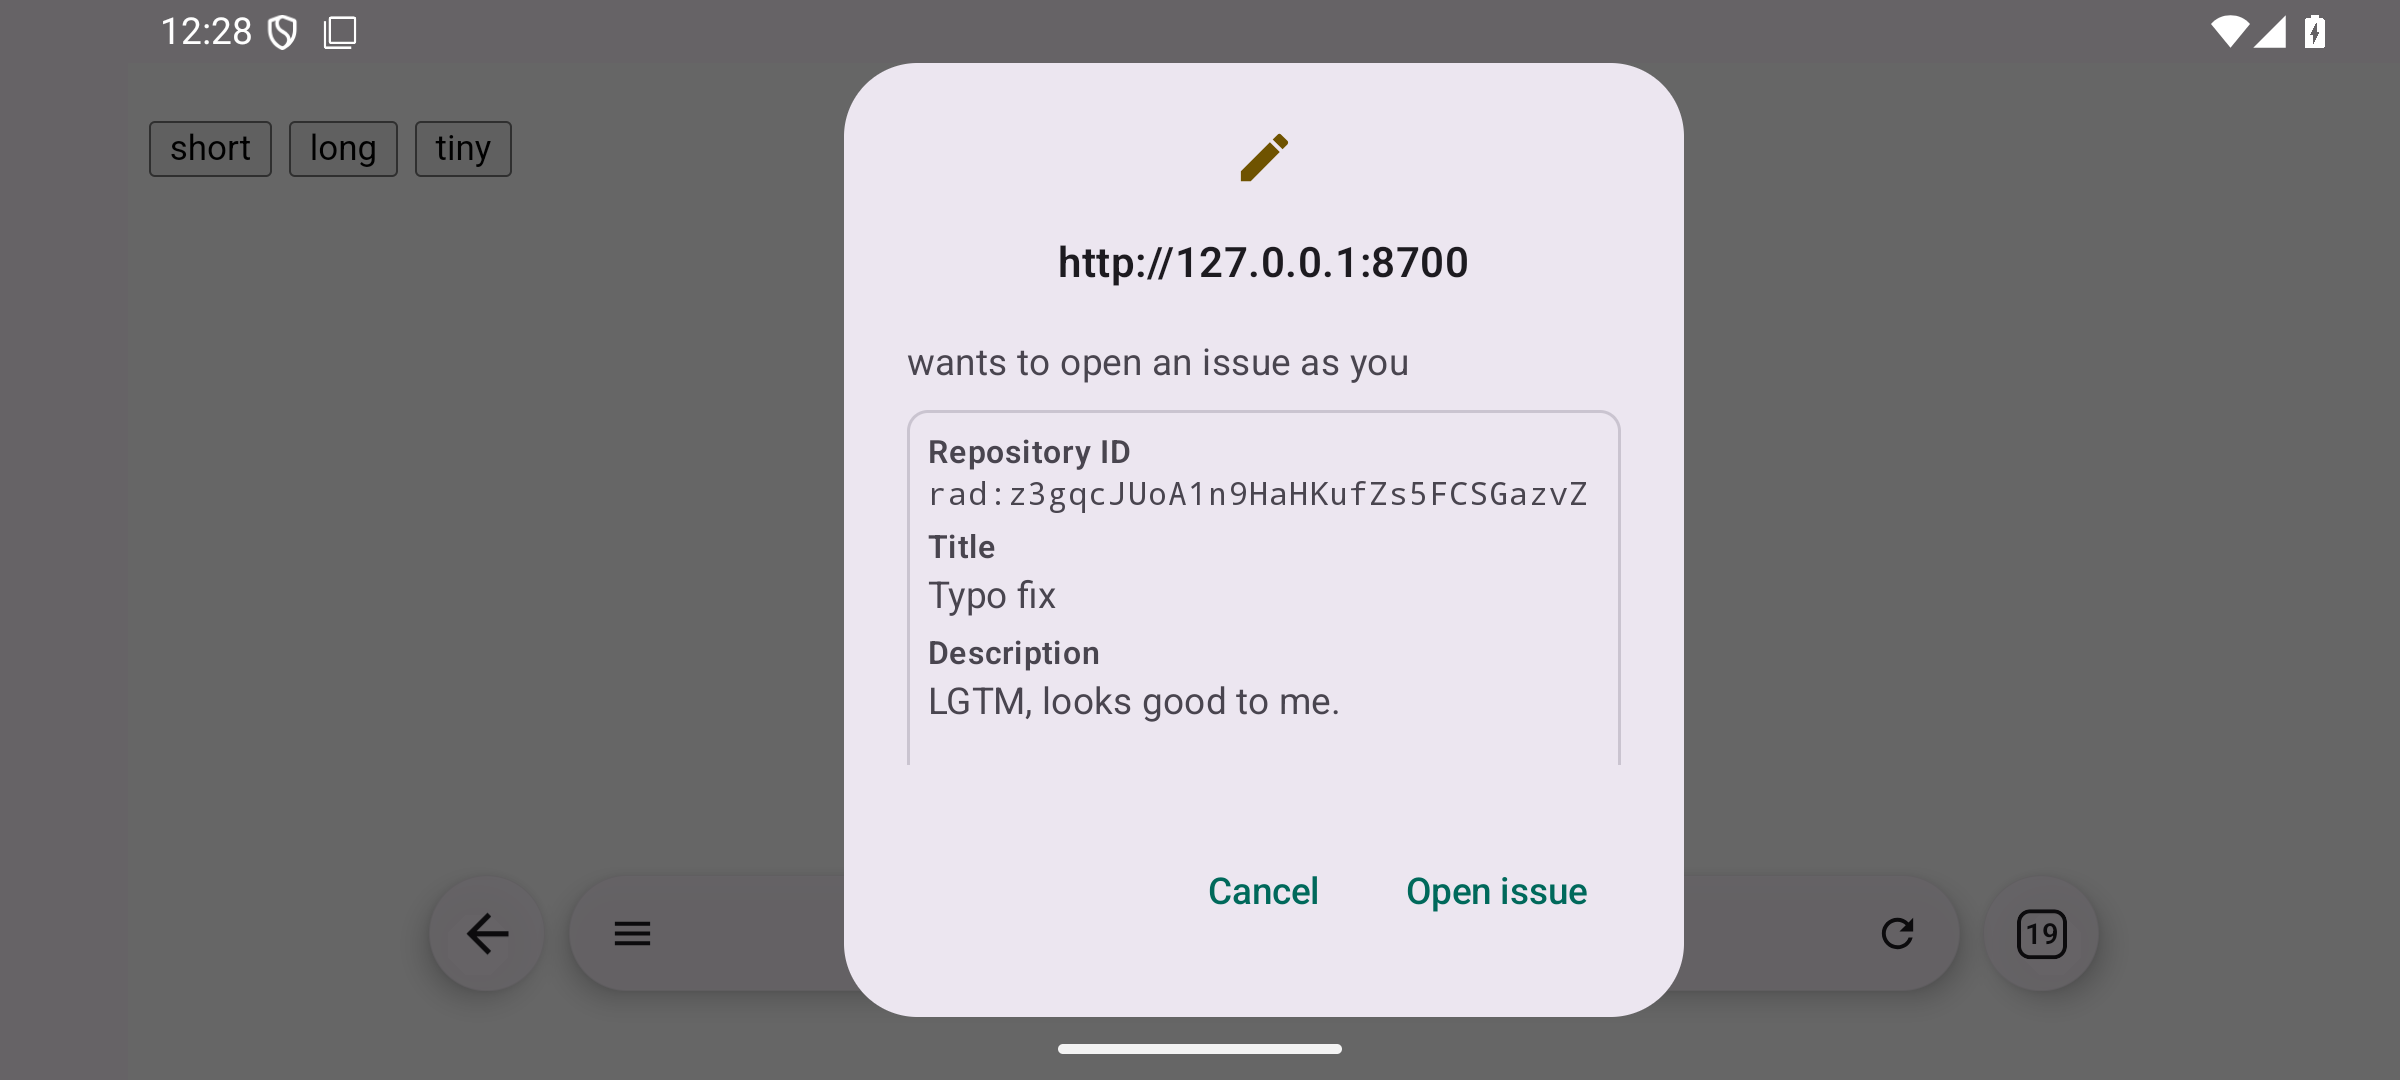 12:28
short long tiny
http://127.0.0.1:8700
wants to open an issue as you
Repository ID
rad:z3gqcJUoA1n9HaHKufZs5FCSGazvZ
Title
Typo fix
Description
LGTM, looks good to me.
Cancel Open issue
19